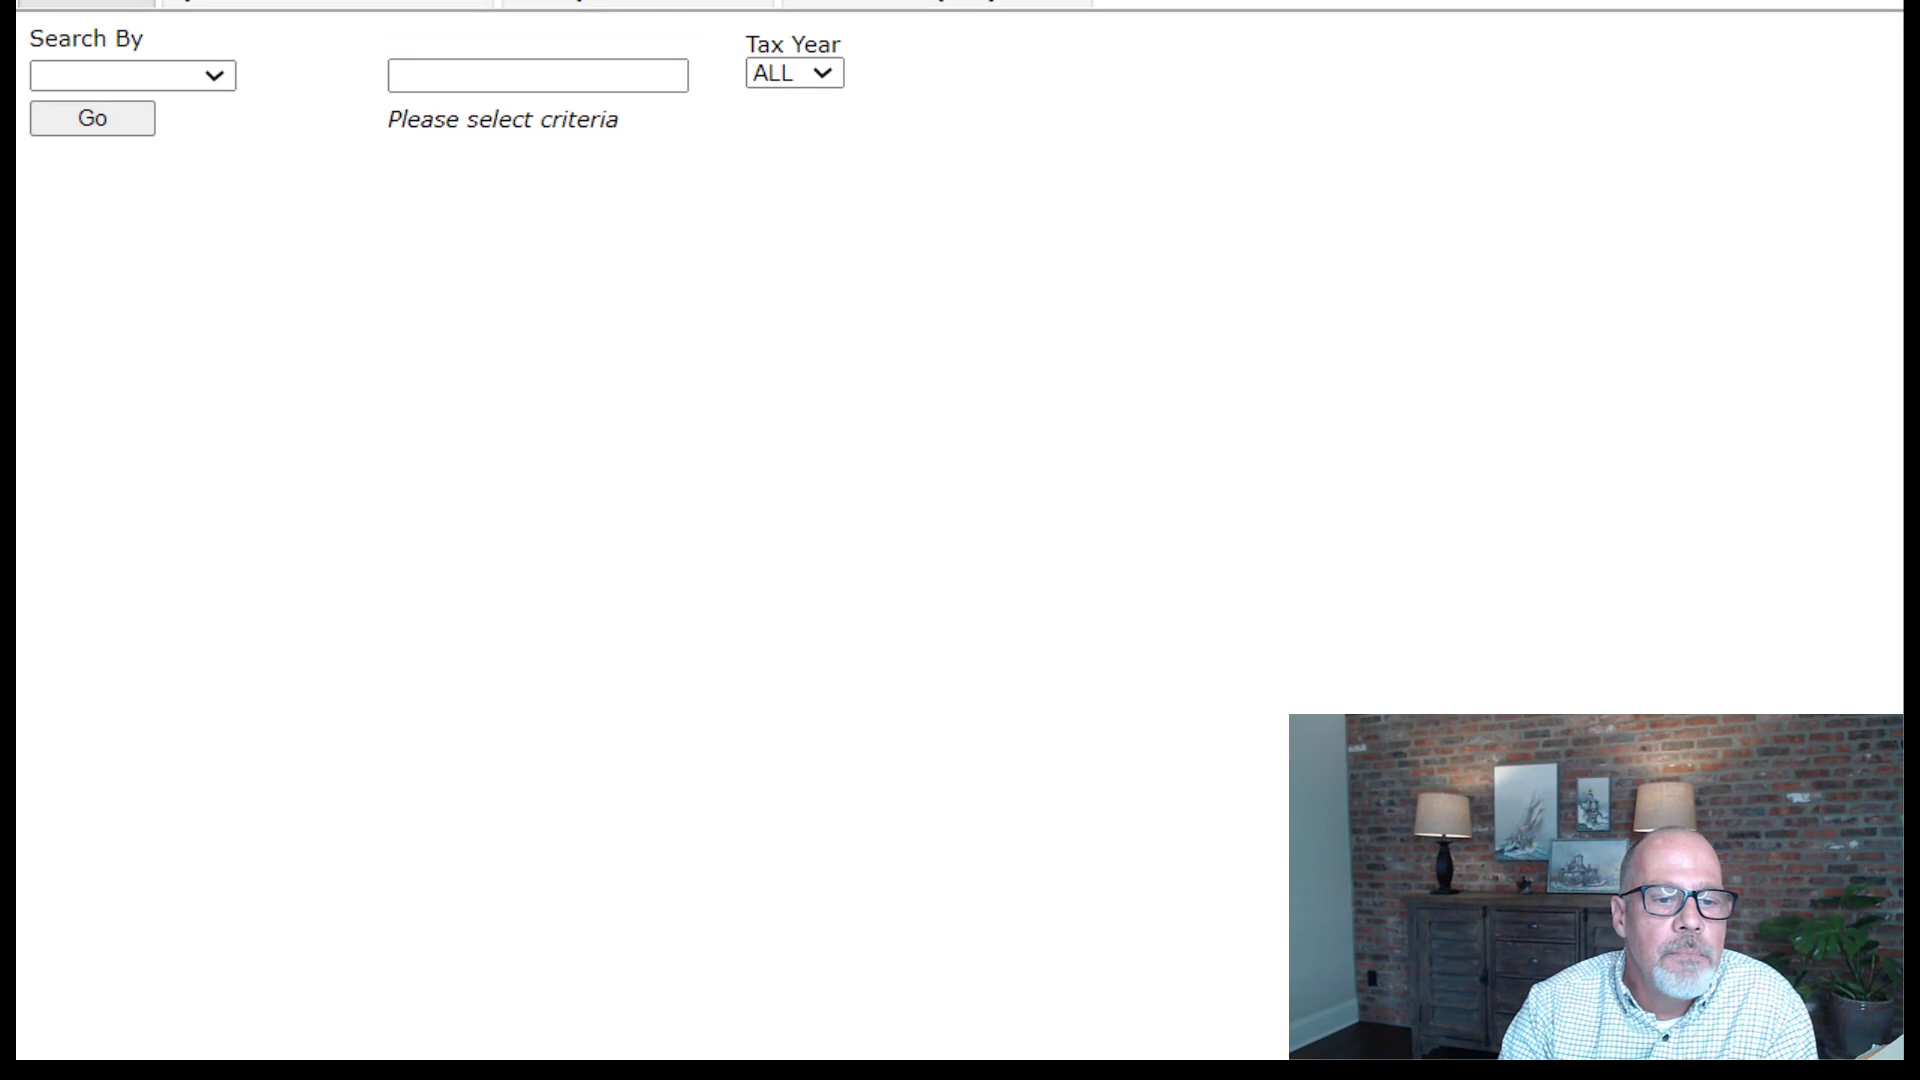 Search By
Tax Year
ALL
Go
Please select criteria